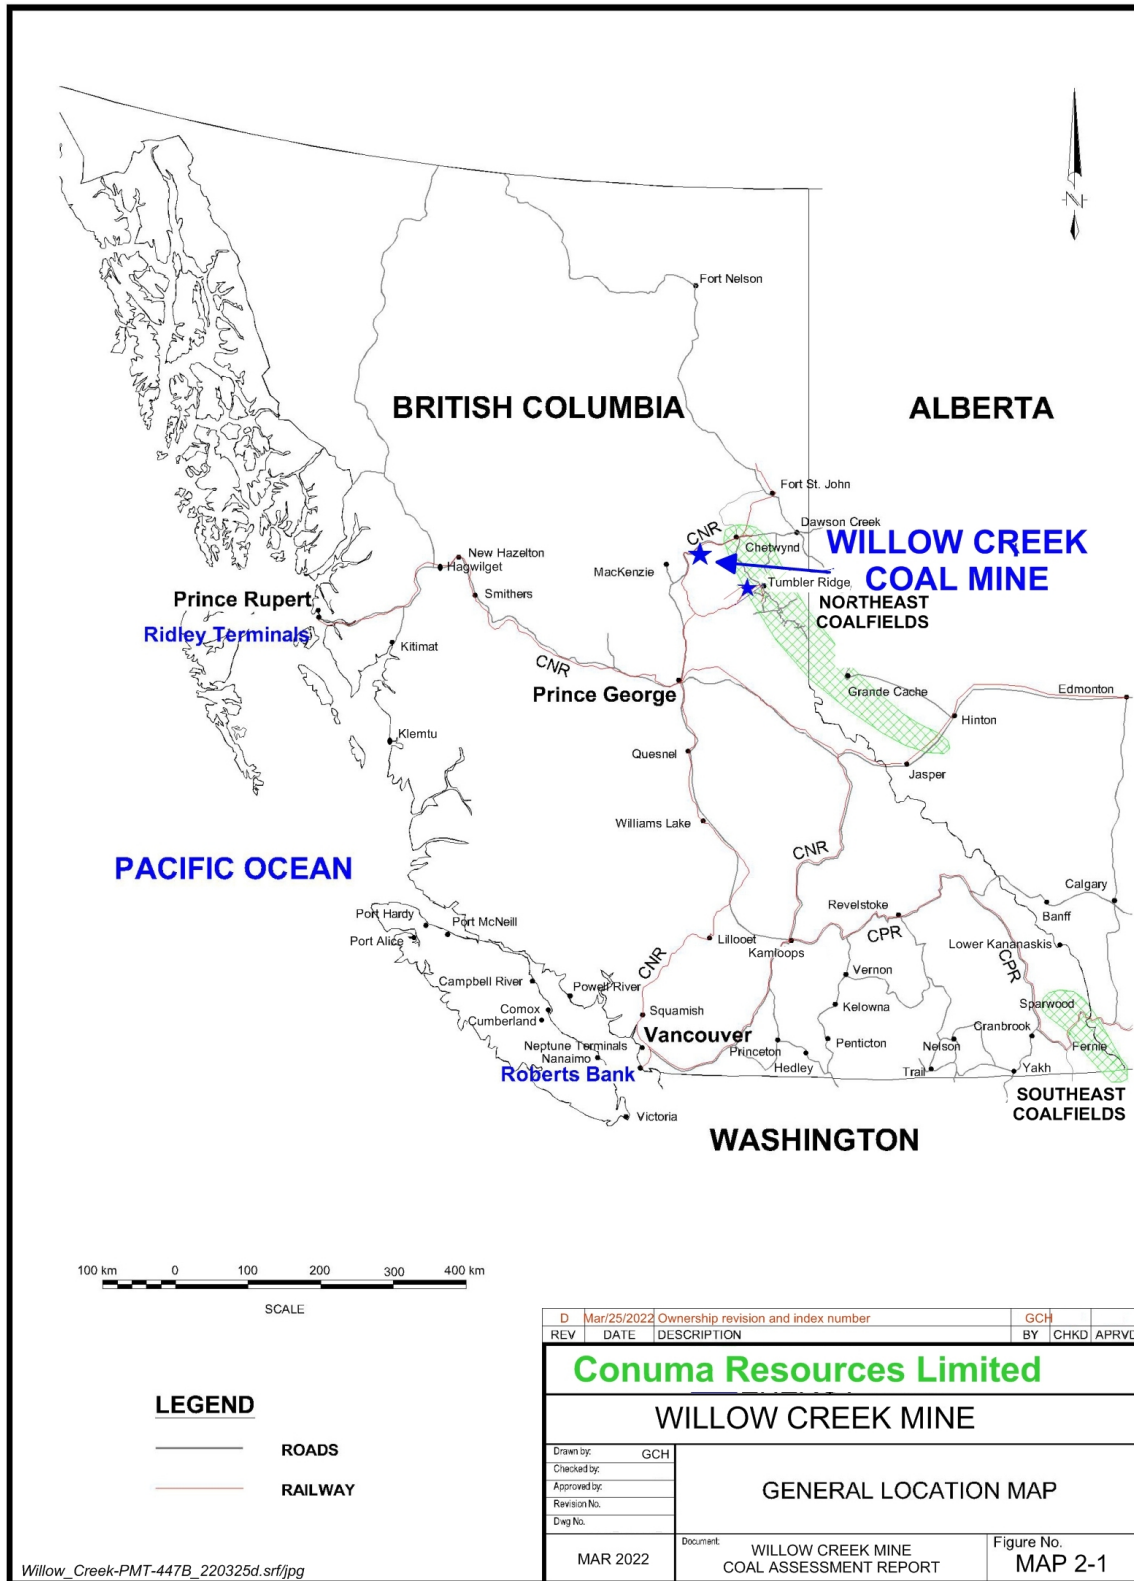 Fort Nelson
BRITISH COLUMBIA
ALBERTA
Fort St. John
Dawson Creek
CNR
Chetwynd
WILLOW CREEK
COAL MINE
New Hazelton
Hagwilget
MacKenzie
Tumbler Ridge
Smithers
NORTHEAST
COALFIELDS
Prince Rupert
Ridley Terminals
Kitimat
CNR
Prince George
Grande Cache
Edmonton
Hinton
Klemtu
Quesnel
Jasper
Williams Lake
CNR
PACIFIC OCEAN
Calgary
Revelstoke
Banff
Port Hardy
Port McNeill
Port Alice
Lillooet
CPR
Kamloops
Lower Kananaskis
CNR
CPR
Vernon
Campbell River
Powell River
Sparwood
Comox
Kelowna
Squamish
Cumberland
Cranbrook
Vancouver
Neptune Terminals
Nanaimo
Princeton
Penticton
Nelson
Fernie
Roberts Bank
Hedley
Trail
Yakh
SOUTHEAST
COALFIELDS
Victoria
WASHINGTON
N
100 km 0 100 200 300 400 km
SCALE
LEGEND
ROADS
RAILWAY
D Mar/25/2022 Ownership revision and index number GCH
REV DATE DESCRIPTION BY CHKD APRVD
Conuma Resources Limited
WILLOW CREEK MINE
Drawn by: GCH
Checked by:
Approved by:
Revision No.
Dwg No.
GENERAL LOCATION MAP
MAR 2022
Document: WILLOW CREEK MINE
COAL ASSESSMENT REPORT
Figure No.
MAP 2-1
Willow_Creek-PMT-447B_220325d.srf/jpg